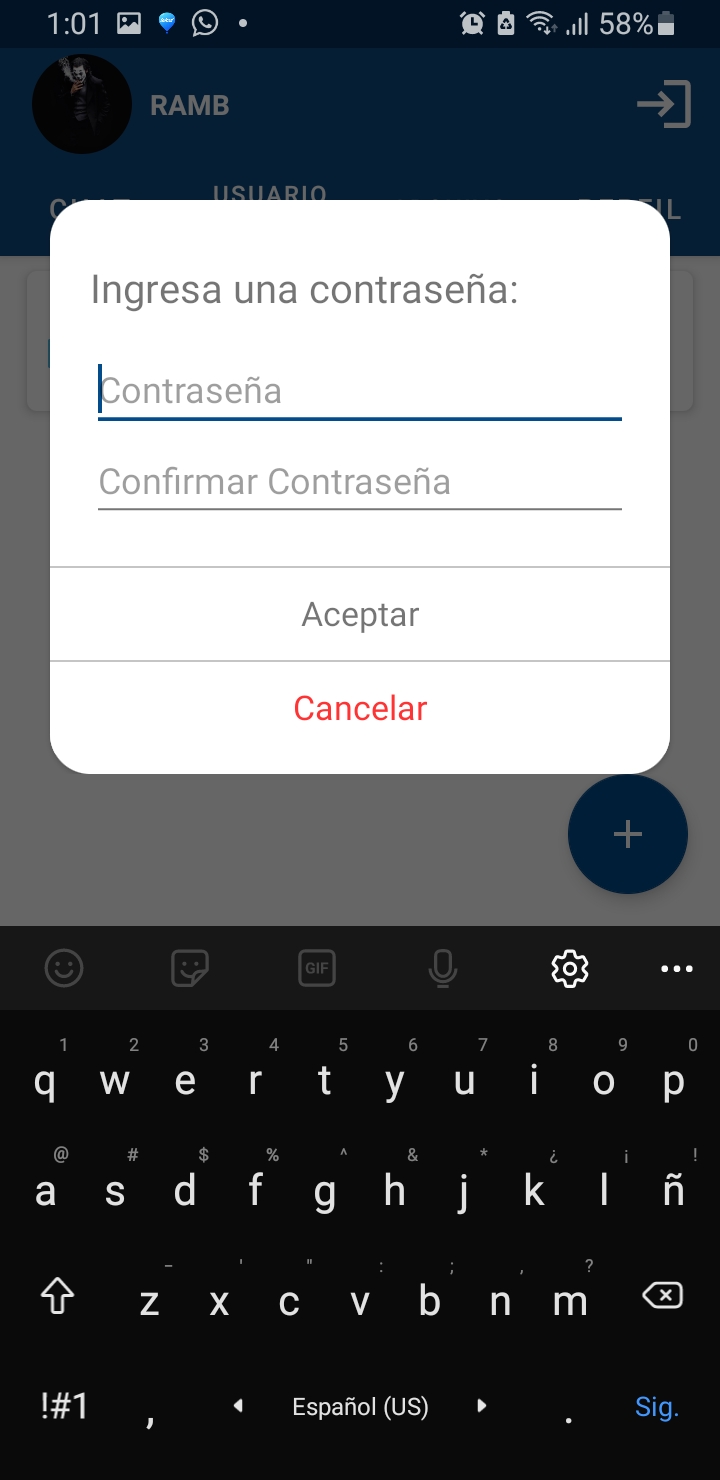 1:01 58%
RAMB
USUARIO
Ingresa una contraseña:
Contraseña
Confirmar Contraseña
Aceptar
Cancelar
+
GIF
1 2 3 4 5 6 7 8 9 0
q w e r t y u i o p
@ # $ % ^ & * ¿ ¡ !
a s d f g h j k l ñ
- ' " : ; , ?
z x c v b n m
!#1 , Español (US) . Sig.